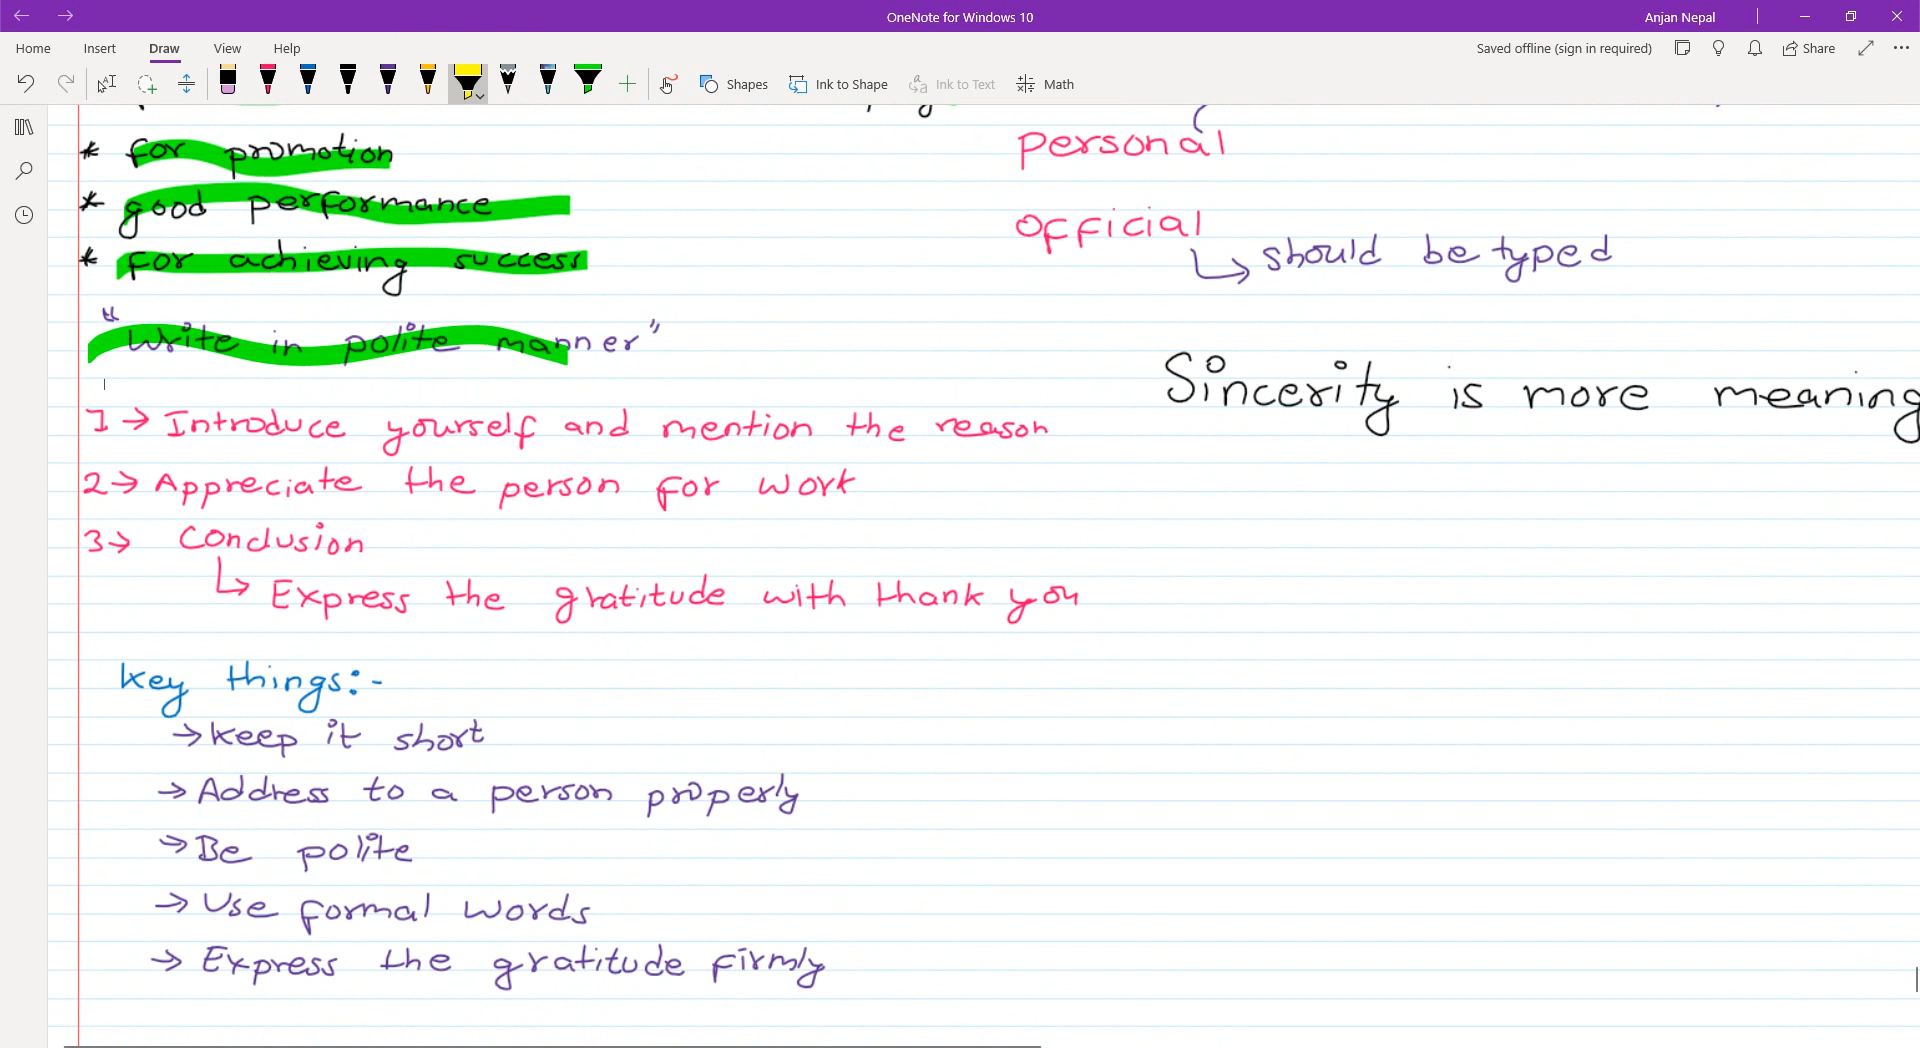 OneNote for Windows 10
Anjan Nepal
Home Insert Draw View Help
Saved offline (sign in required)
Share
Shapes
Ink to Shape
Ink to Text
Math
* for promotion
* good performance
* for achieving success
"Write in polite manner"
1→ Introduce yourself and mention the reason
2→ Appreciate the person for work
3→ Conclusion
↳ Express the gratitude with thank you
key things:-
→ keep it short
→ Address to a person properly
→ Be polite
→ Use formal words
→ Express the gratitude firmly
personal
official
↳ should be typed
Sincerity is more meaning